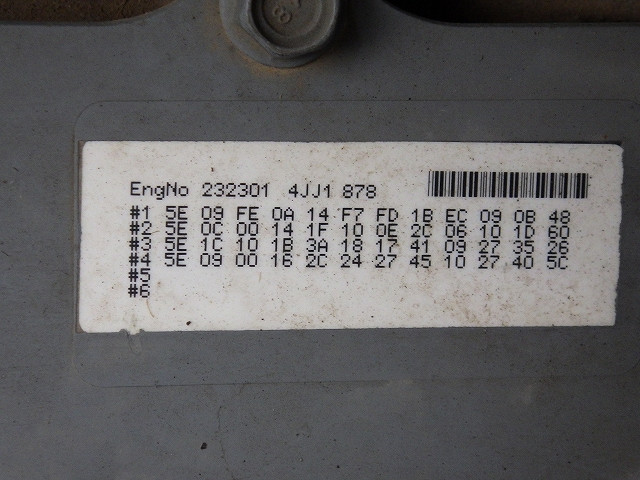 EngNo 232301 4JJ1 878
#1 5E 09 FE 0A 14 F7 FD 1B EC 09 0B 48
#2 5E 0C 00 14 1F 10 0E 2C 06 10 1D 60
#3 5E 1C 10 1B 3A 18 17 41 09 27 35 26
#4 5E 09 00 16 2C 24 27 45 10 27 40 5C
#5
#6